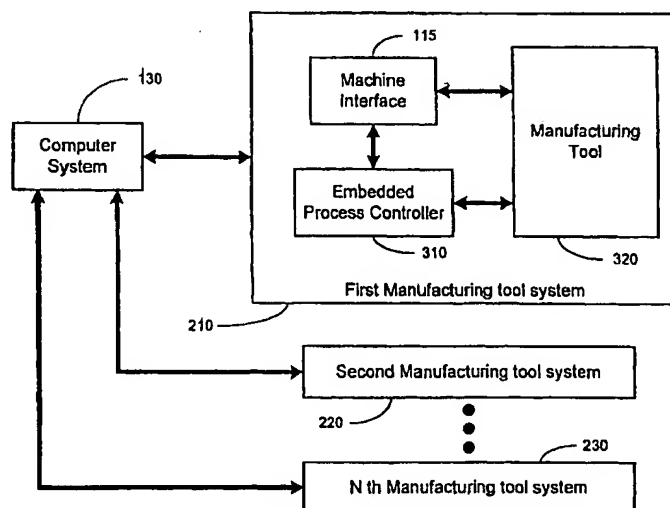 115
130
Machine
Interface
Computer
System
Manufacturing
Tool
Embedded
Process Controller
310
320
First Manufacturing tool system
210
Second Manufacturing tool system
220
230
N th Manufacturing tool system